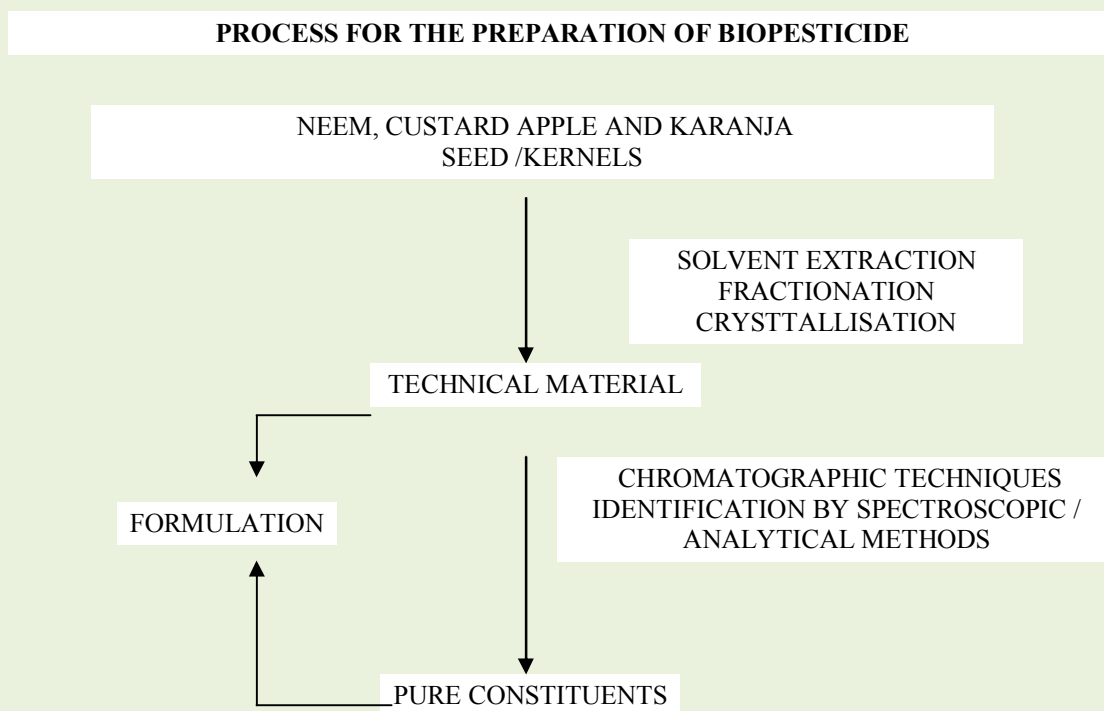 PROCESS FOR THE PREPARATION OF BIOPESTICIDE
NEEM, CUSTARD APPLE AND KARANJA
SEED /KERNELS
SOLVENT EXTRACTION
FRACTIONATION
CRYSTTALLISATION
TECHNICAL MATERIAL
CHROMATOGRAPHIC TECHNIQUES
IDENTIFICATION BY SPECTROSCOPIC /
ANALYTICAL METHODS
FORMULATION
PURE CONSTITUENTS